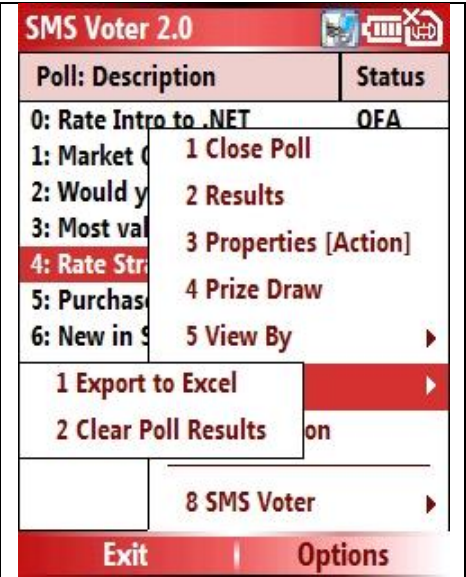 SMS Voter 2.0
Poll: Description Status
0: Rate Intro to .NET OFA
1: Market
2: Would y
3: Most val
4: Rate Stra
5: Purchase
6: New in S
1 Close Poll
2 Results
3 Properties [Action]
4 Prize Draw
5 View By
1 Export to Excel
2 Clear Poll Results
on
8 SMS Voter
Exit Options